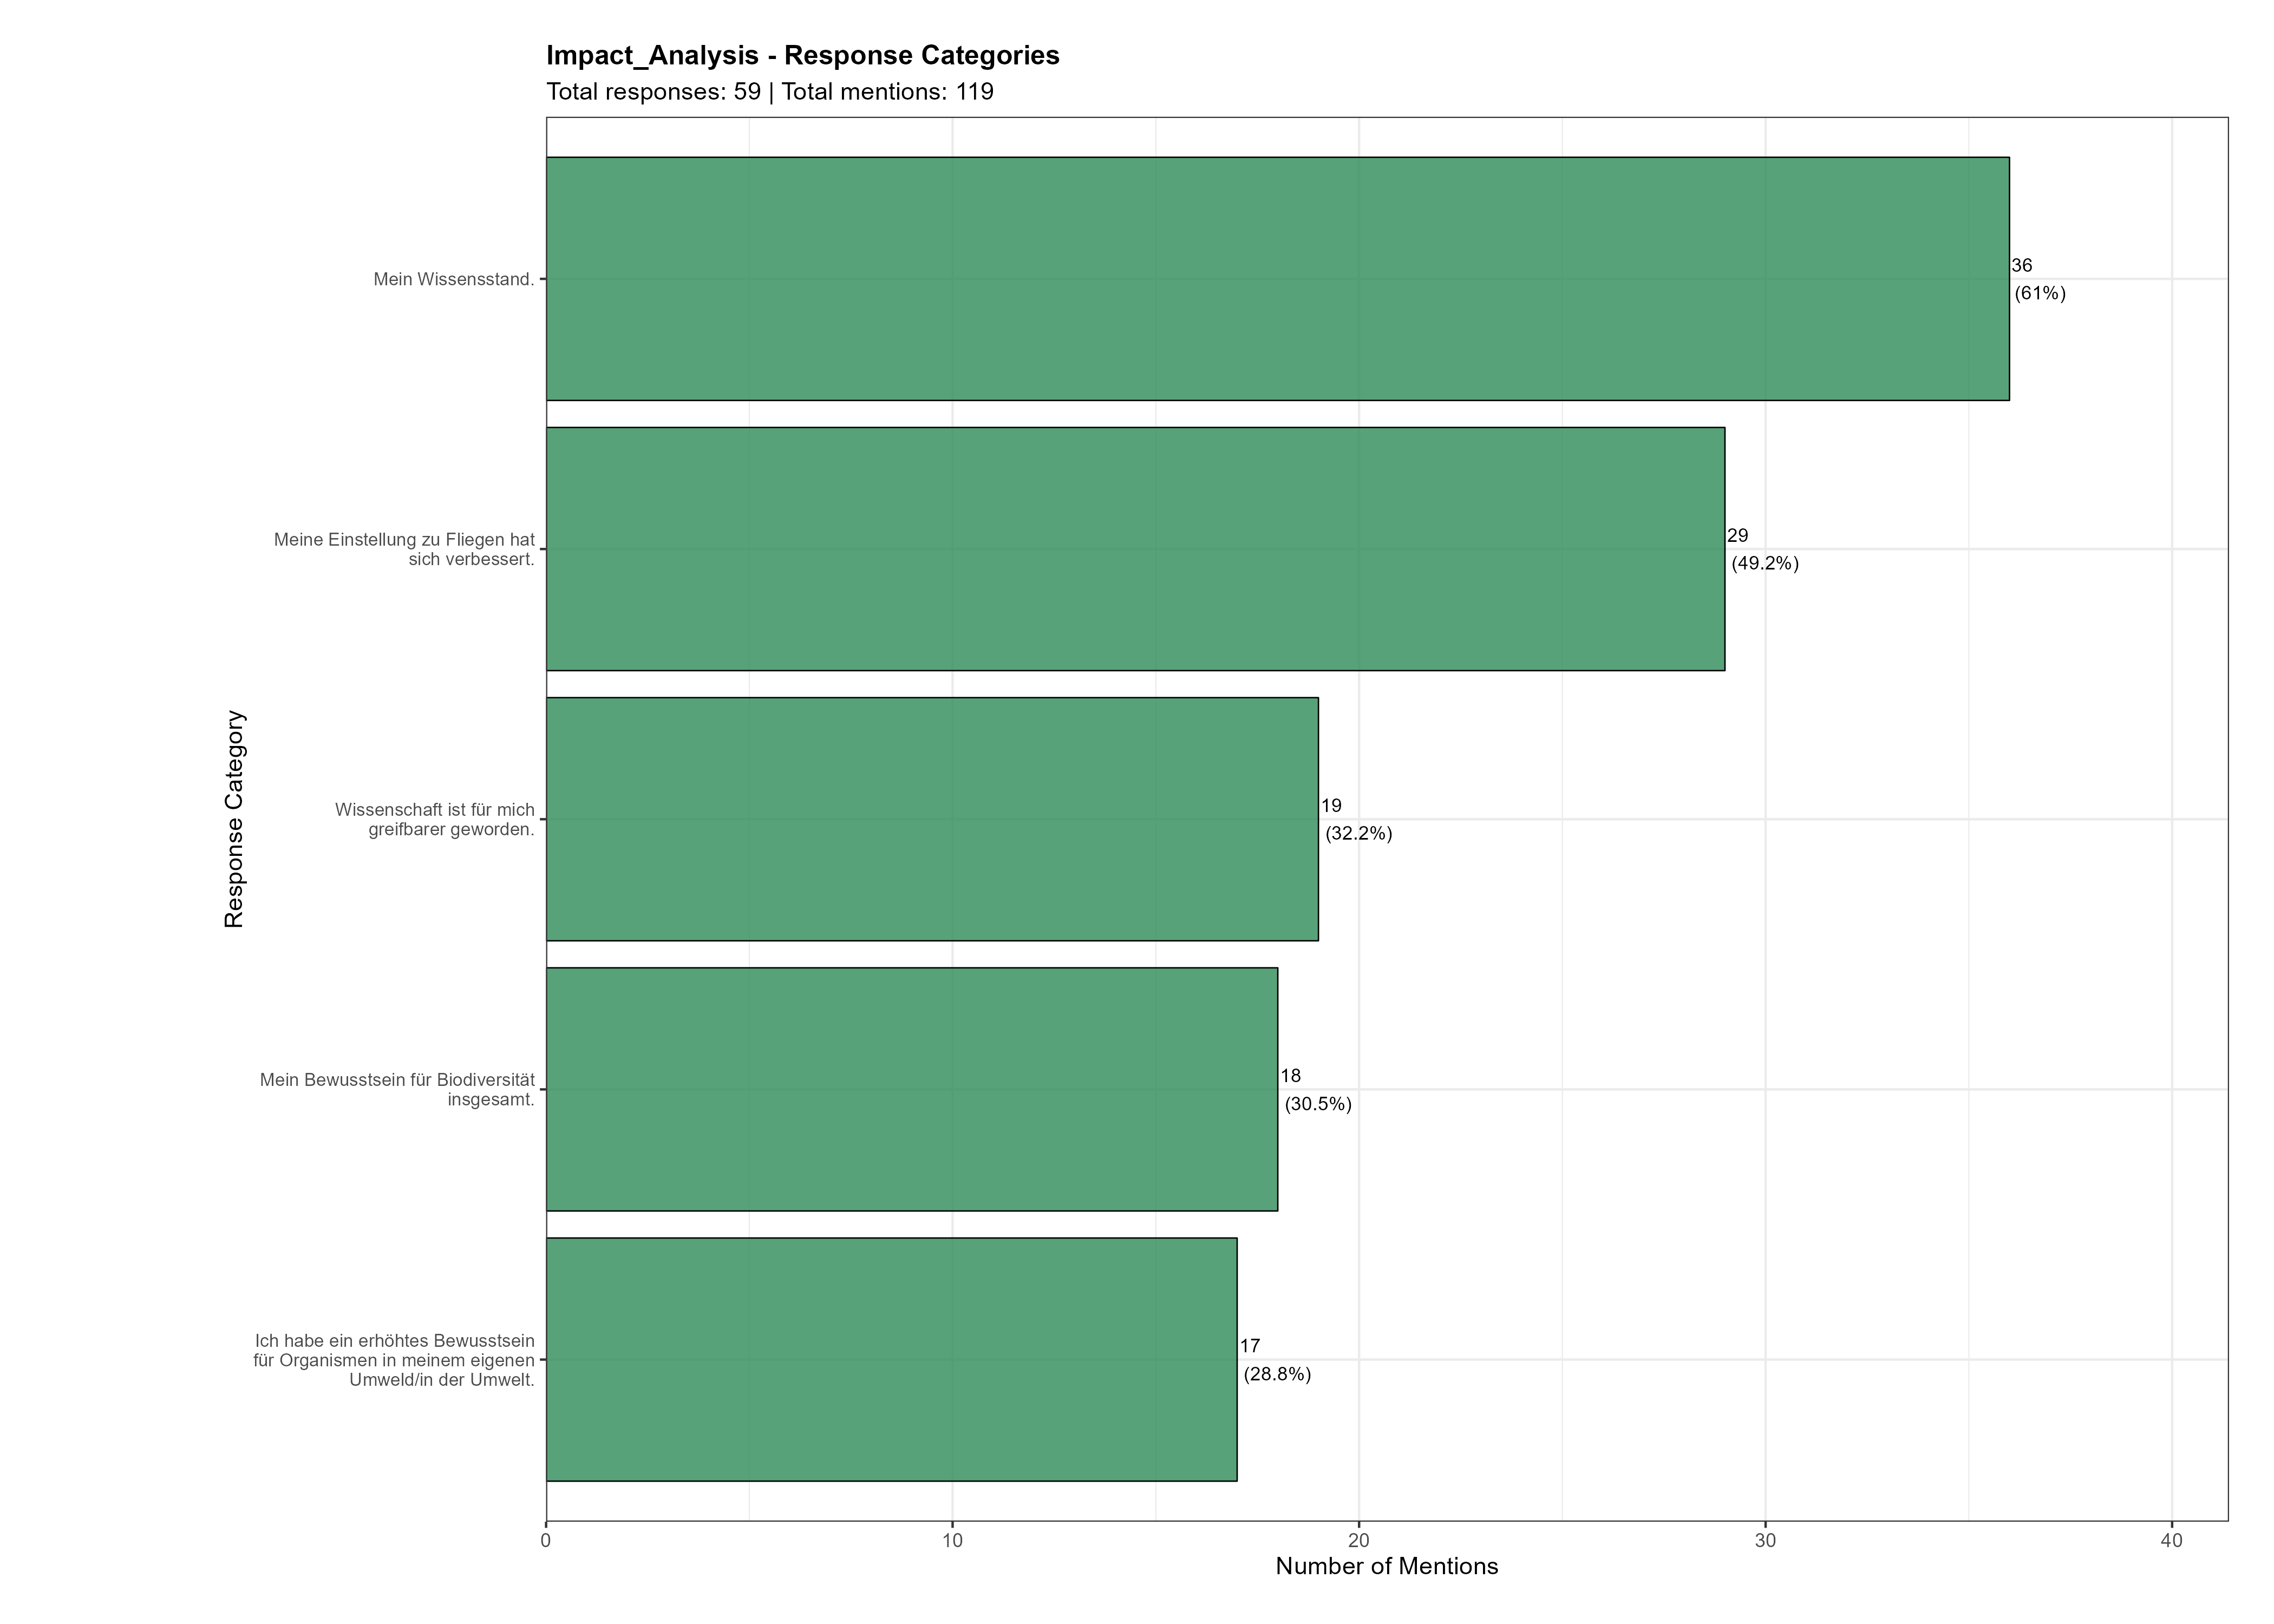 Impact_Analysis - Response Categories
Total responses: 59 | Total mentions: 119
Response Category
Mein Wissensstand.
36
(61%)
Meine Einstellung zu Fliegen hat
sich verbessert.
29
(49.2%)
Wissenschaft ist für mich
greifbarer geworden.
19
(32.2%)
Mein Bewusstsein für Biodiversität
insgesamt.
18
(30.5%)
Ich habe ein erhöhtes Bewusstsein
für Organismen in meinem eigenen
Umweld/in der Umwelt.
17
(28.8%)
0 10 20 30 40
Number of Mentions